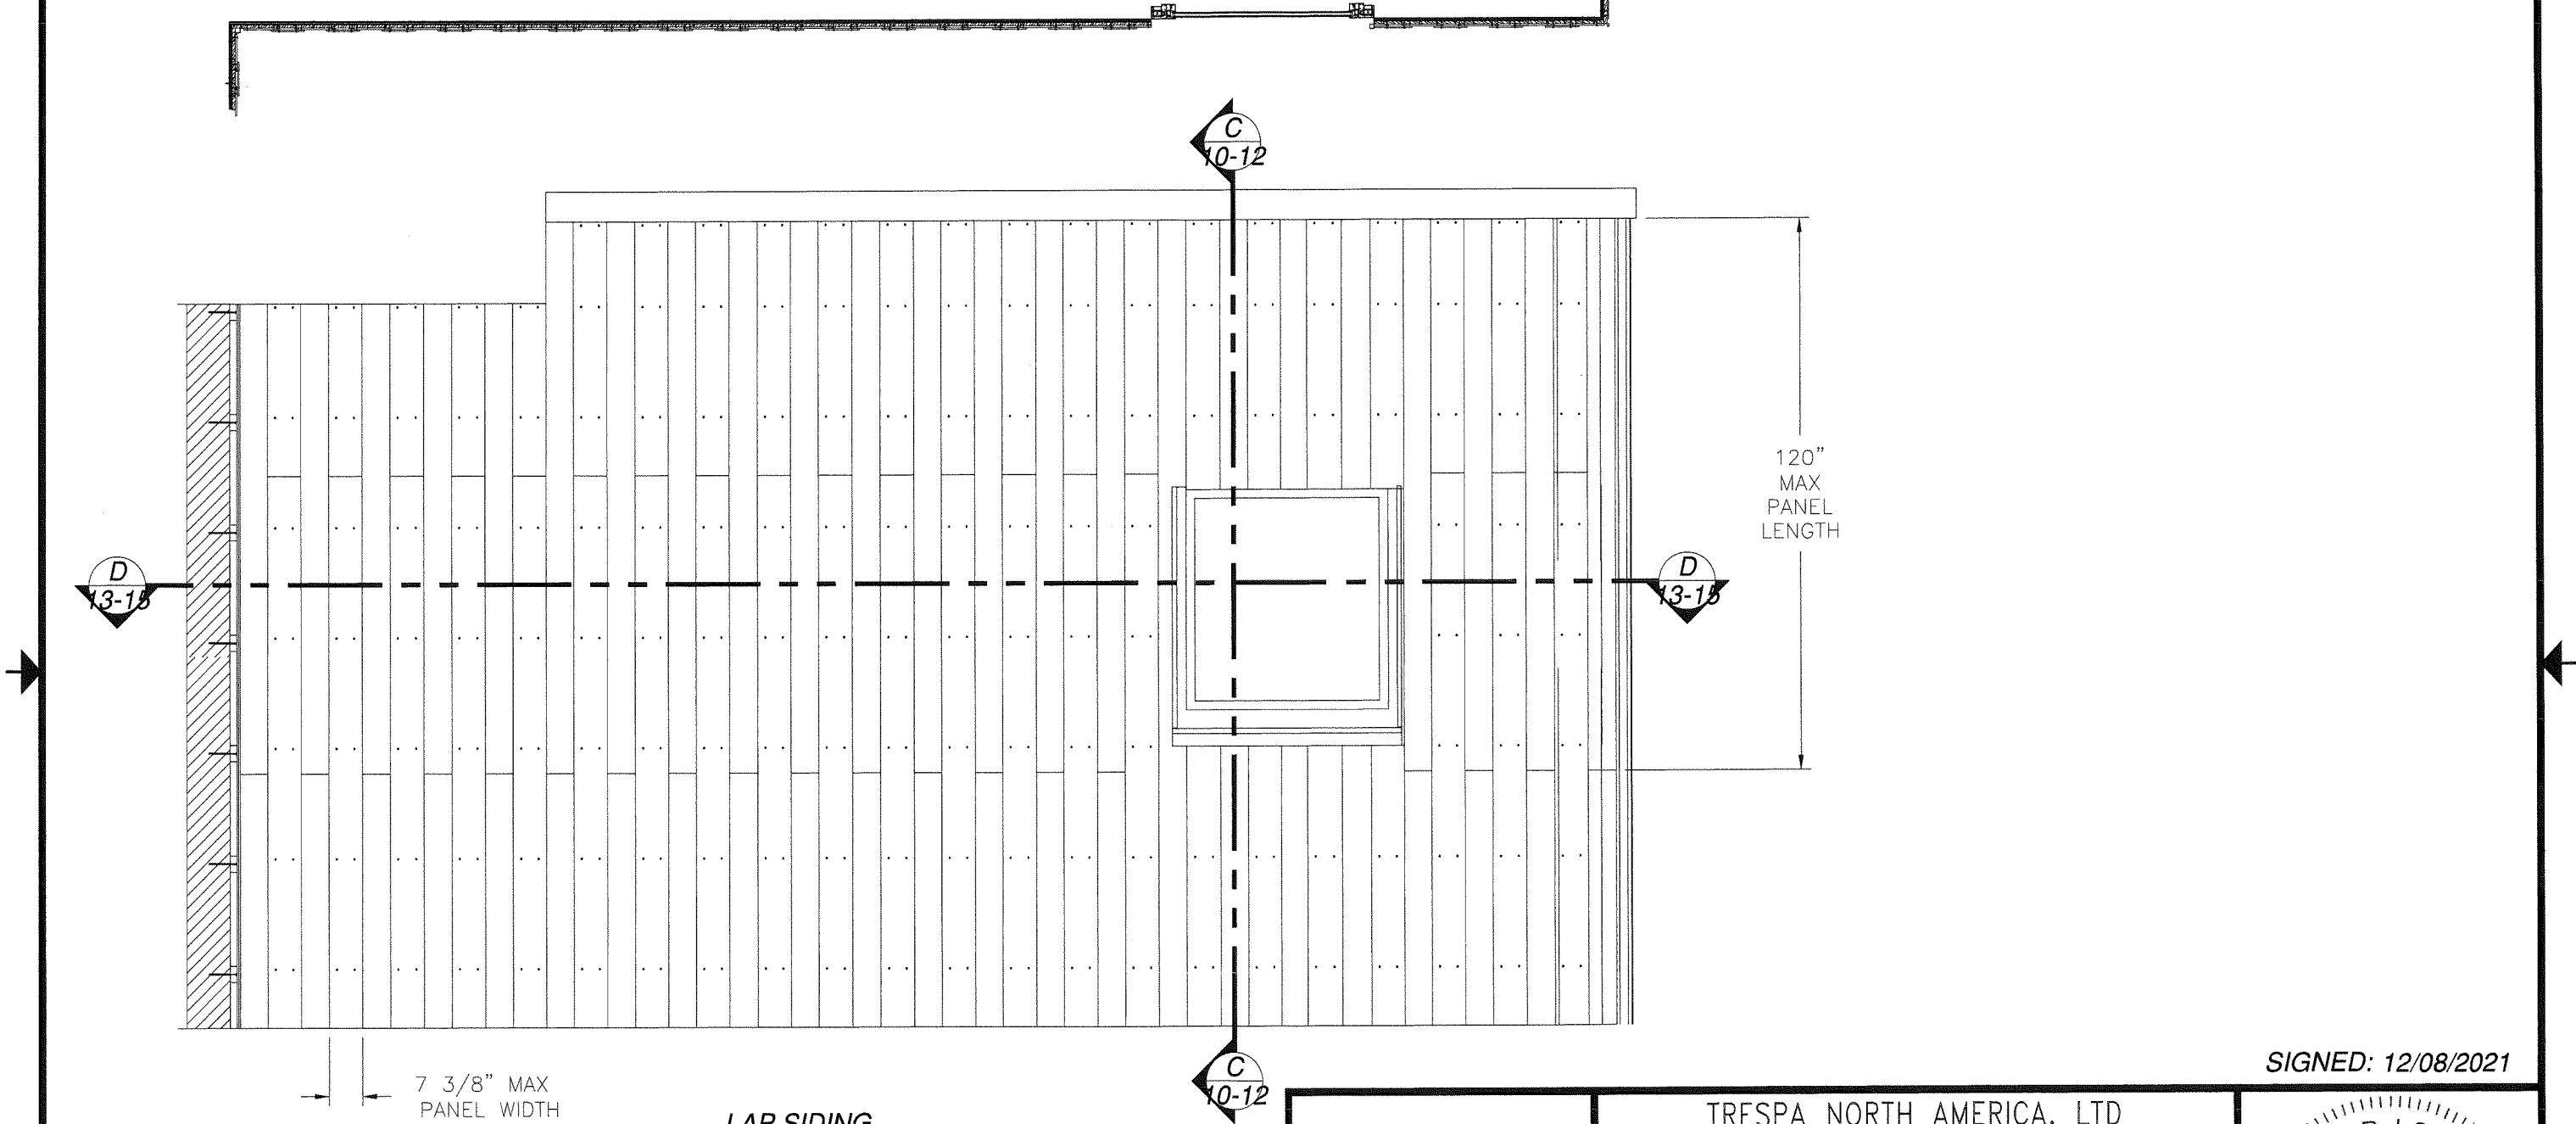 C
10-12
120"
MAX
PANEL
LENGTH
D
13-15
D
13-15
SIGNED: 12/08/2021
7 3/8" MAX
PANEL WIDTH
C
10-12
LAP SIDING
TRESPA NORTH AMERICA, LTD